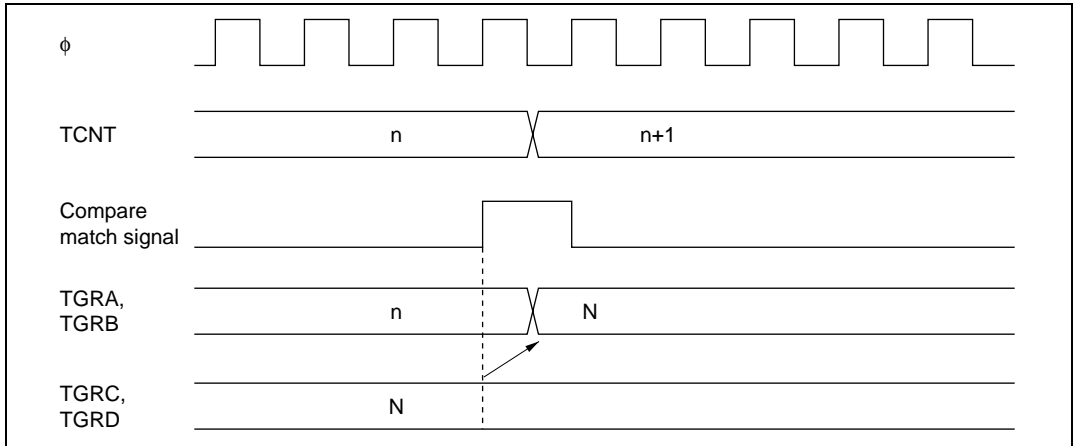 ϕ
TCNT
n
n+1
Compare
match signal
TGRA,
TGRB
n
N
TGRC,
TGRD
N